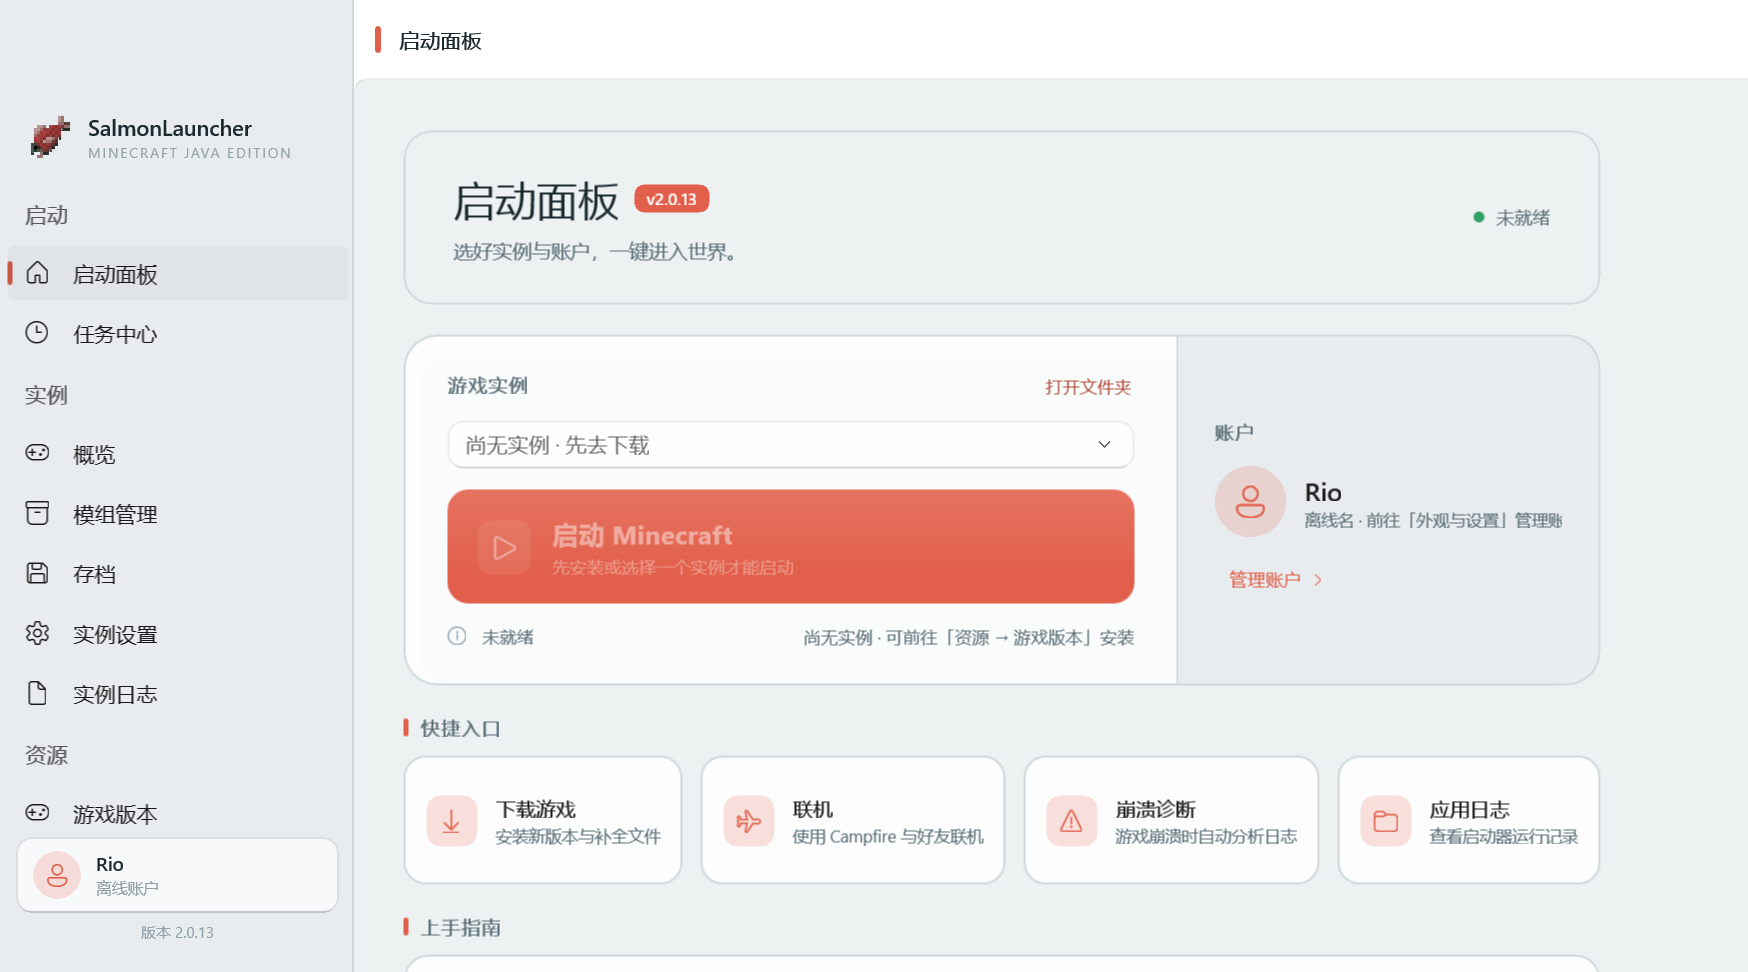 启动面板
SalmonLauncher
MINECRAFT JAVA EDITION
启动
启动面板
任务中心
实例
概览
模组管理
存档
实例设置
实例日志
资源
游戏版本
Rio
离线账户
版本 2.0.13
启动面板 v2.0.13
选好实例与账户，一键进入世界。
未就绪
游戏实例 打开文件夹
尚无实例 · 先去下载
启动 Minecraft
先安装或选择一个实例才能启动
未就绪 尚无实例 · 可前往「资源 → 游戏版本」安装
账户
Rio
离线名 · 前往「外观与设置」管理账
管理账户
快捷入口
下载游戏
安装新版本与补全文件
联机
使用 Campfire 与好友联机
崩溃诊断
游戏崩溃时自动分析日志
应用日志
查看启动器运行记录
上手指南